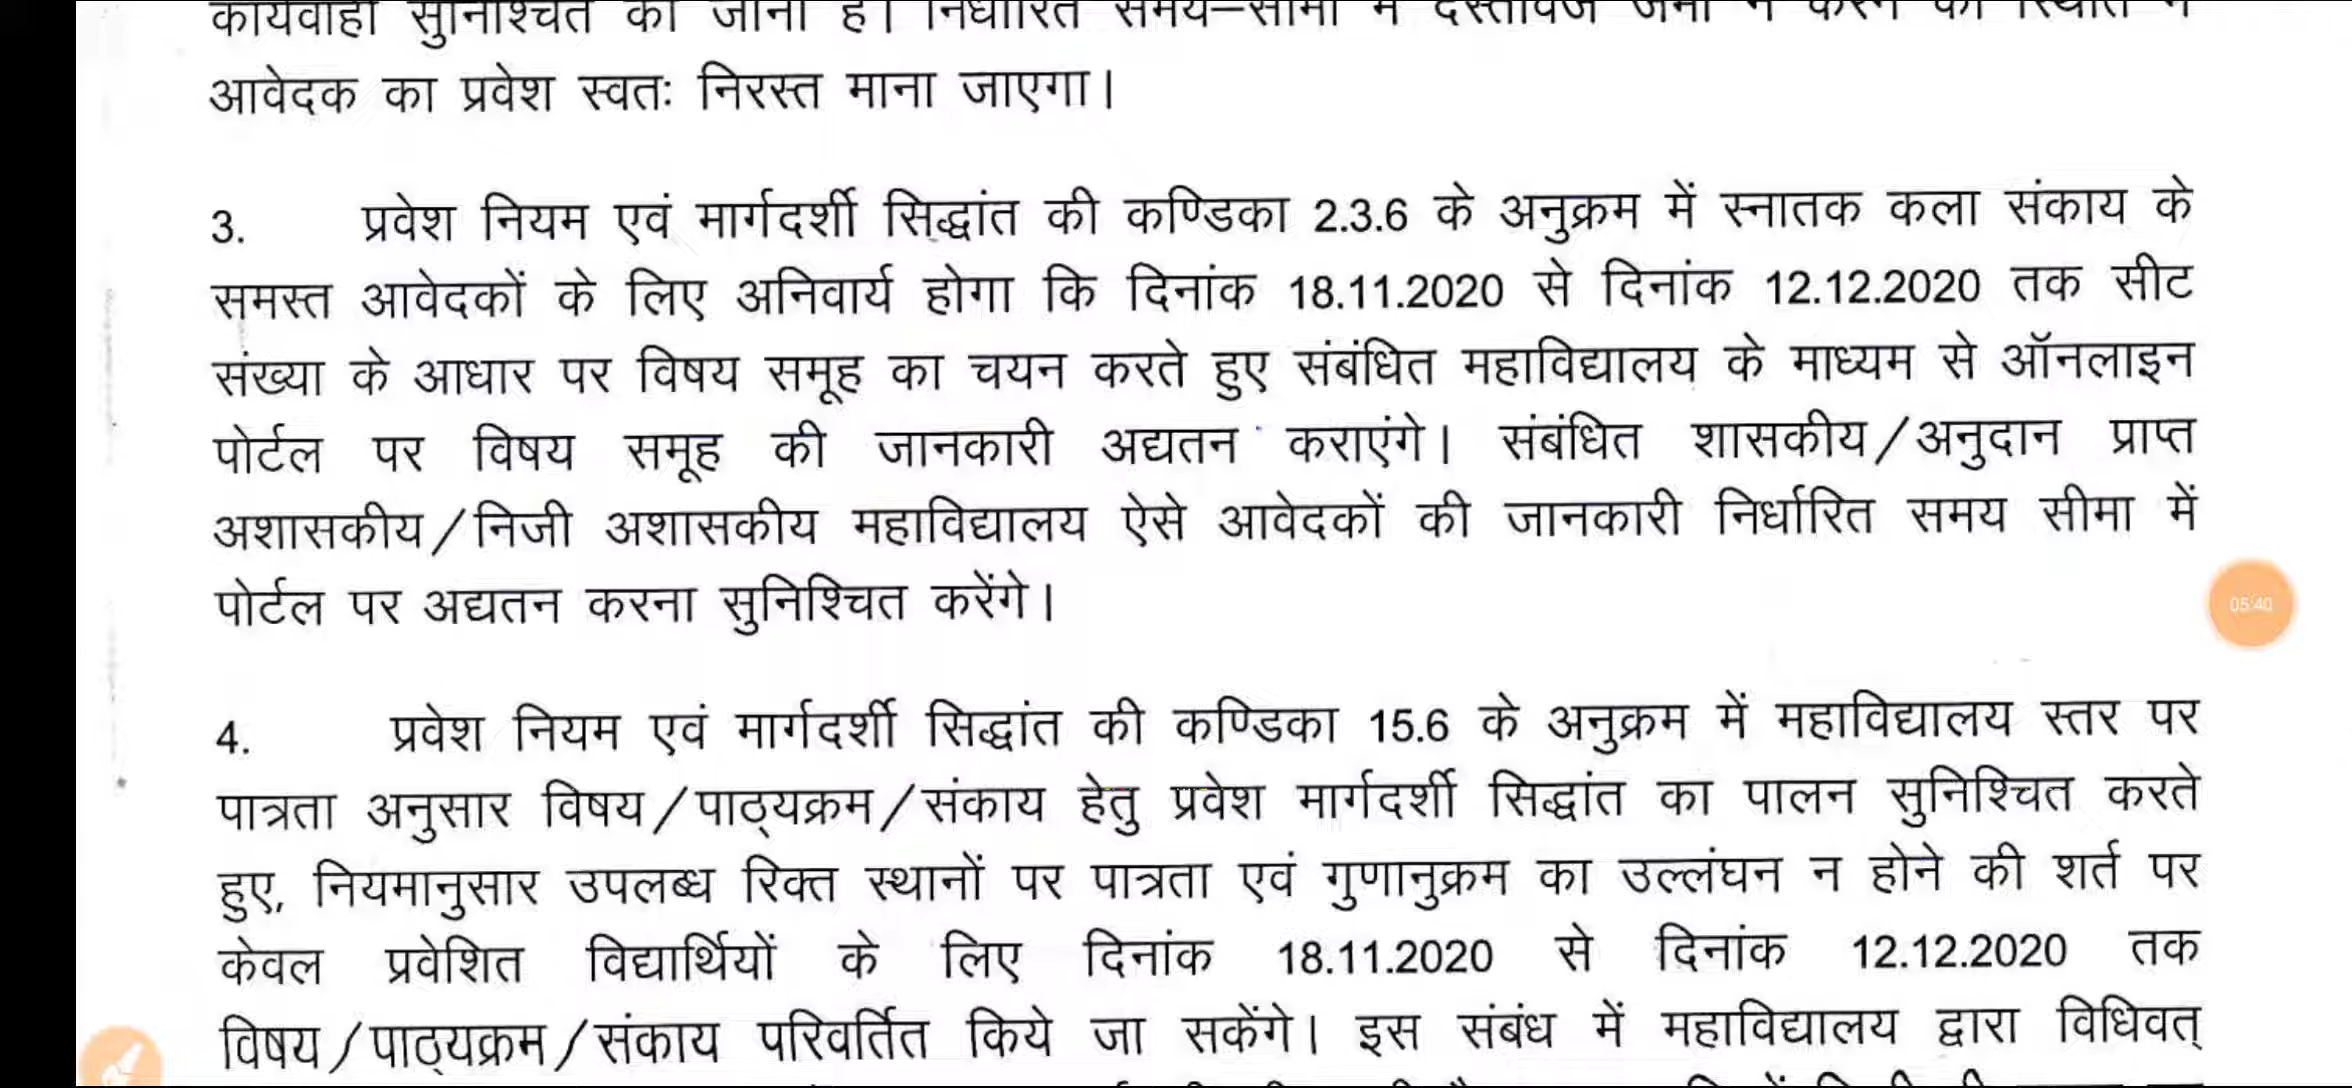 कार्यवाही सुनिश्चित की जानी है। निर्धारित समय–सीमा में दस्तावेज जमा न करने की स्थिति में
आवेदक का प्रवेश स्वतः निरस्त माना जाएगा।
3. प्रवेश नियम एवं मार्गदर्शी सिद्धांत की कण्डिका 2.3.6 के अनुक्रम में स्नातक कला संकाय के
समस्त आवेदकों के लिए अनिवार्य होगा कि दिनांक 18.11.2020 से दिनांक 12.12.2020 तक सीट
संख्या के आधार पर विषय समूह का चयन करते हुए संबंधित महाविद्यालय के माध्यम से ऑनलाइन
पोर्टल पर विषय समूह की जानकारी अद्यतन कराएंगे। संबंधित शासकीय/अनुदान प्राप्त
अशासकीय/निजी अशासकीय महाविद्यालय ऐसे आवेदकों की जानकारी निर्धारित समय सीमा में
पोर्टल पर अद्यतन करना सुनिश्चित करेंगे।
05:40
4. प्रवेश नियम एवं मार्गदर्शी सिद्धांत की कण्डिका 15.6 के अनुक्रम में महाविद्यालय स्तर पर
पात्रता अनुसार विषय/पाठ्यक्रम/संकाय हेतु प्रवेश मार्गदर्शी सिद्धांत का पालन सुनिश्चित करते
हुए, नियमानुसार उपलब्ध रिक्त स्थानों पर पात्रता एवं गुणानुक्रम का उल्लंघन न होने की शर्त पर
केवल प्रवेशित विद्यार्थियों के लिए दिनांक 18.11.2020 से दिनांक 12.12.2020 तक
विषय/पाठ्यक्रम/संकाय परिवर्तित किये जा सकेंगे। इस संबंध में महाविद्यालय द्वारा विधिवत्